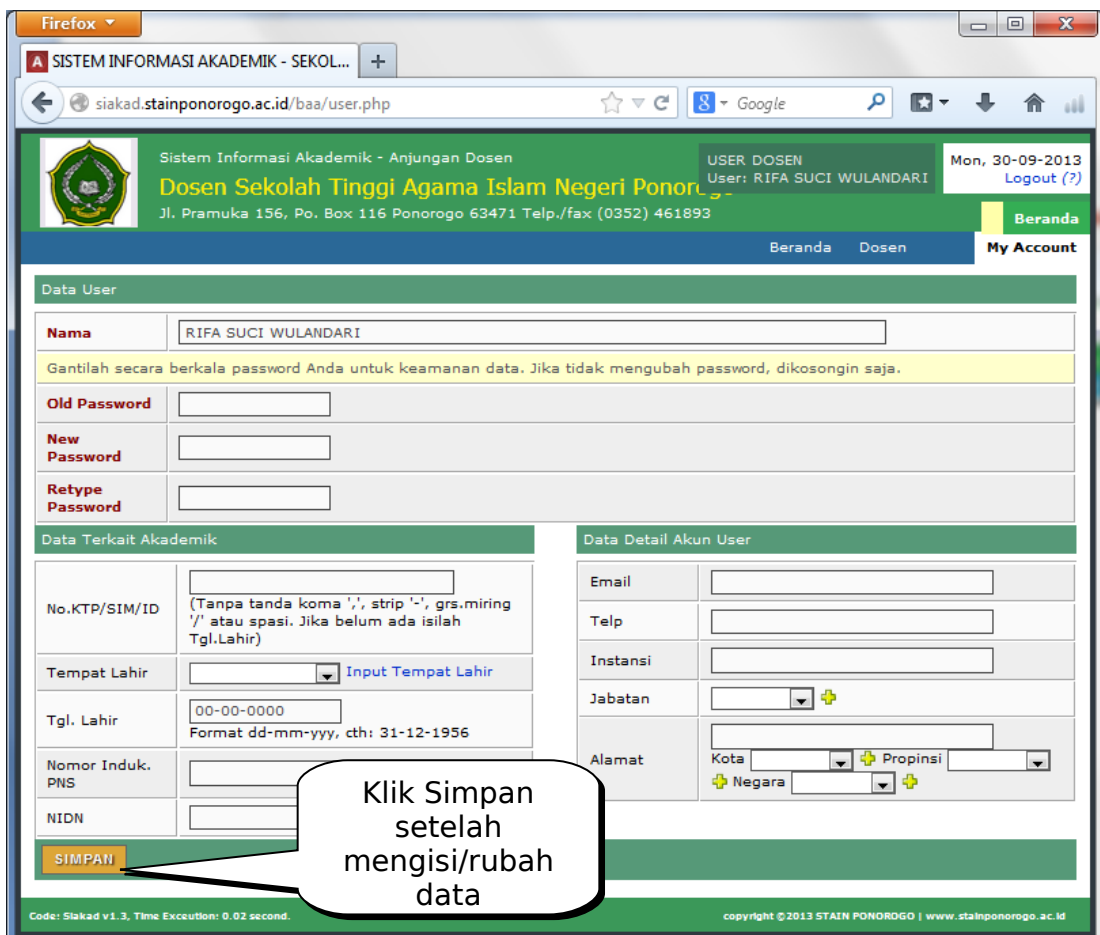 Firefox
SISTEM INFORMASI AKADEMIK - SEKOL...
siakad.stainponorogo.ac.id/baa/user.php
Google
Sistem Informasi Akademik - Anjungan Dosen
Dosen Sekolah Tinggi Agama Islam Negeri Ponorogo
Jl. Pramuka 156, Po. Box 116 Ponorogo 63471 Telp./fax (0352) 461893
USER DOSEN
User: RIFA SUCI WULANDARI
Mon, 30-09-2013
Logout (?)
Beranda
Beranda Dosen My Account
Data User
Nama RIFA SUCI WULANDARI
Gantilah secara berkala password Anda untuk keamanan data. Jika tidak mengubah password, dikosongin saja.
Old Password
New
Password
Retype
Password
Data Terkait Akademik
No.KTP/SIM/ID
(Tanpa tanda koma ',', strip '-', grs.miring
'/' atau spasi. Jika belum ada isilah
Tgl.Lahir)
Tempat Lahir Input Tempat Lahir
Tgl. Lahir 00-00-0000
Format dd-mm-yyy, cth: 31-12-1956
Nomor Induk.
PNS
NIDN
Data Detail Akun User
Email
Telp
Instansi
Jabatan
Alamat
Kota Propinsi
Negara
SIMPAN
Klik Simpan
setelah
mengisi/rubah
data
Code: Siakad v1.3, Time Exceution: 0.02 second.
copyright ©2013 STAIN PONOROGO | www.stainponorogo.ac.id